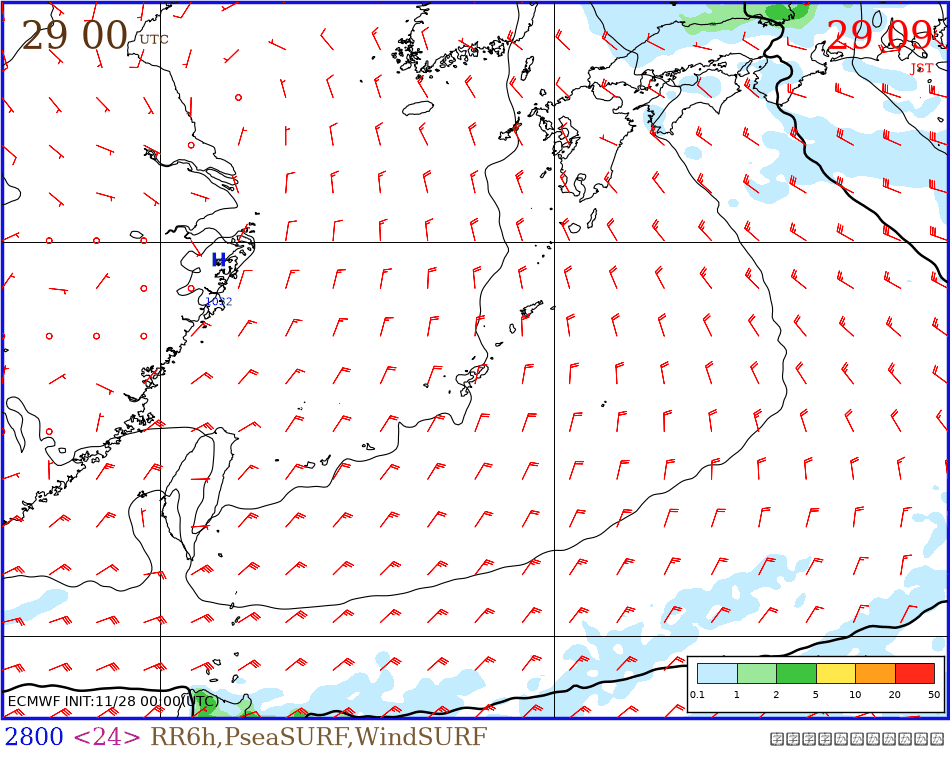 29 00 UTC
29 09 JST
H
1032
0.1 1 2 5 10 20 50
ECMWF INIT:11/28 00:00(UTC)
2800 <24> RR6h,PseaSURF,WindSURF